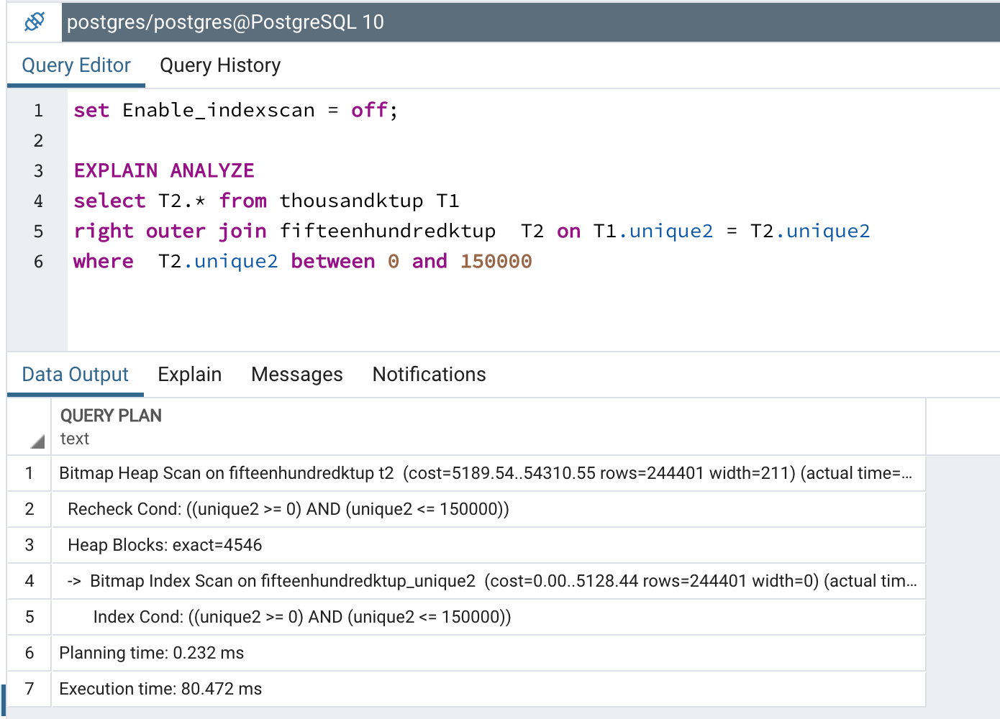 postgres/postgres@PostgreSQL 10
Query Editor Query History
1 set Enable_indexscan = off;
2
3 EXPLAIN ANALYZE
4 select T2.* from thousandktup T1
5 right outer join fifteenhundredktup  T2 on T1.unique2 = T2.unique2
6 where  T2.unique2 between 0 and 150000
Data Output Explain Messages Notifications
QUERY PLAN
text
1 Bitmap Heap Scan on fifteenhundredktup t2  (cost=5189.54..54310.55 rows=244401 width=211) (actual time=...
2 Recheck Cond: ((unique2 >= 0) AND (unique2 <= 150000))
3 Heap Blocks: exact=4546
4 ->  Bitmap Index Scan on fifteenhundredktup_unique2  (cost=0.00..5128.44 rows=244401 width=0) (actual tim...
5 Index Cond: ((unique2 >= 0) AND (unique2 <= 150000))
6 Planning time: 0.232 ms
7 Execution time: 80.472 ms